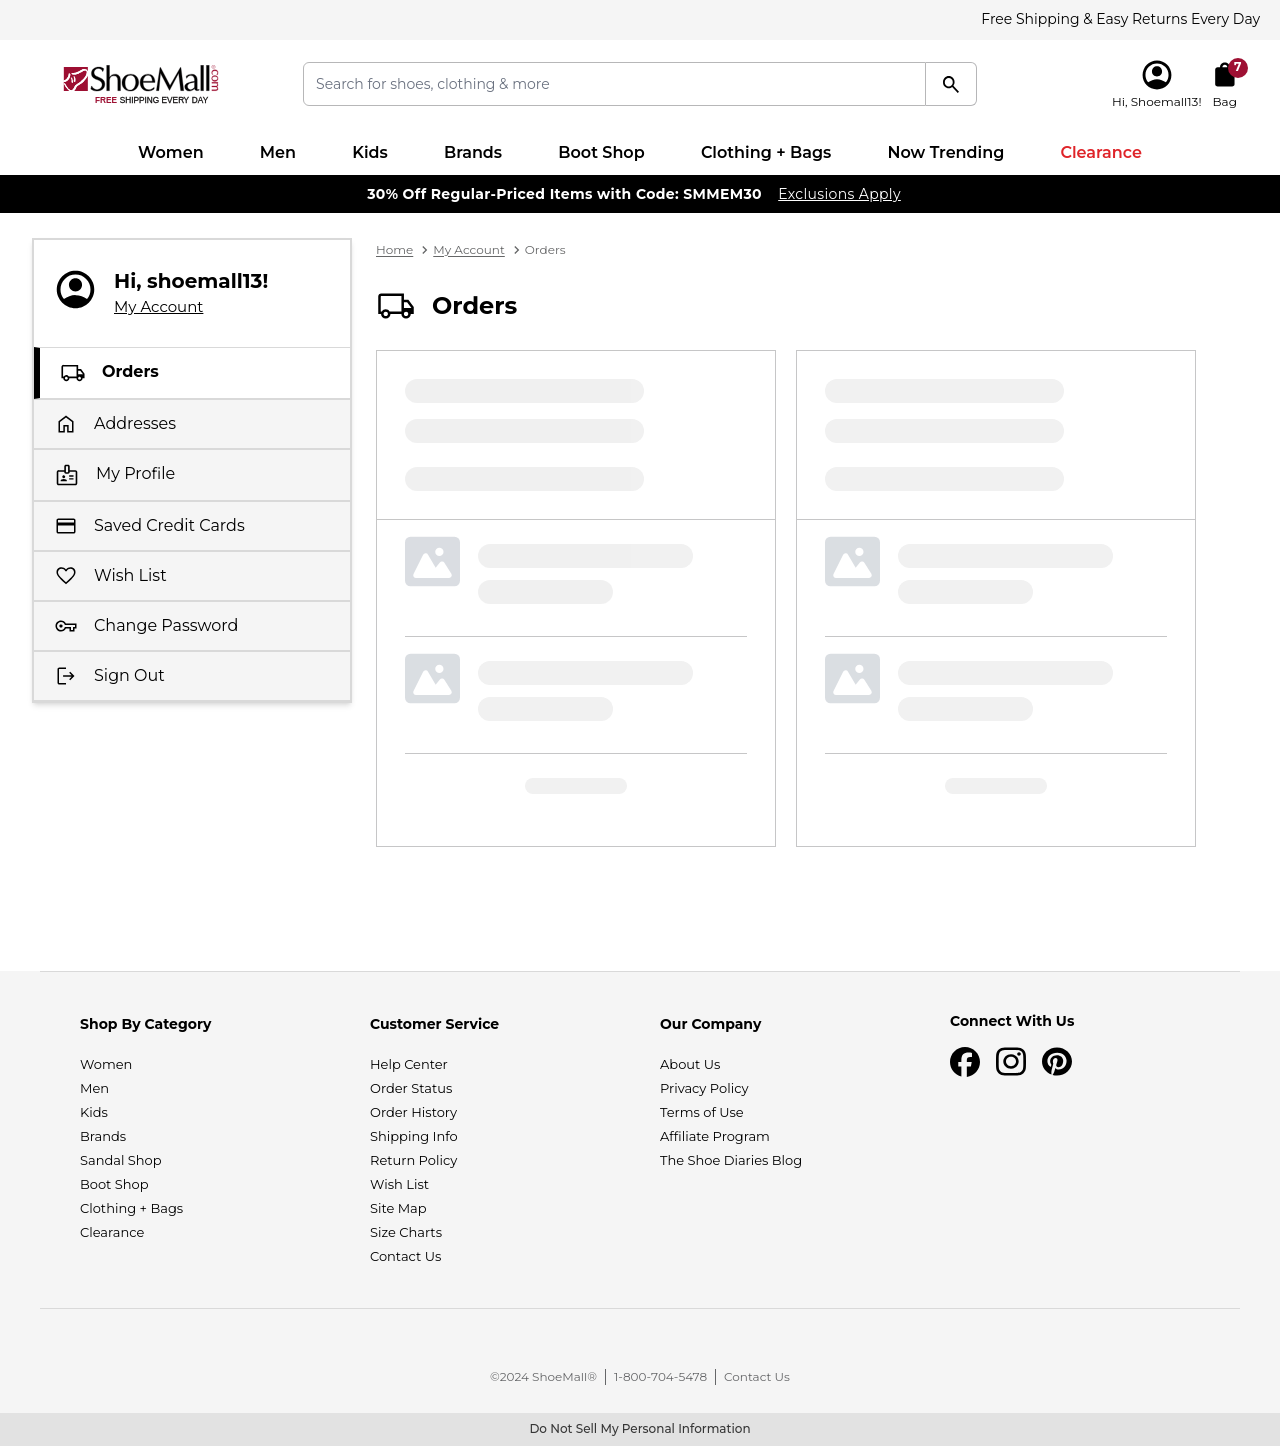 Free Shipping & Easy Returns Every Day
ShoeMall®.com
FREE SHIPPING EVERY DAY
Search for shoes, clothing & more
Hi, Shoemall13!
7
Bag
Women Men Kids Brands Boot Shop Clothing + Bags Now Trending Clearance
30% Off Regular-Priced Items with Code: SMMEM30 Exclusions Apply
Hi, shoemall13!
My Account
Orders
Addresses
My Profile
Saved Credit Cards
Wish List
Change Password
Sign Out
Home > My Account > Orders
Orders
Shop By Category
Women
Men
Kids
Brands
Sandal Shop
Boot Shop
Clothing + Bags
Clearance
Customer Service
Help Center
Order Status
Order History
Shipping Info
Return Policy
Wish List
Site Map
Size Charts
Contact Us
Our Company
About Us
Privacy Policy
Terms of Use
Affiliate Program
The Shoe Diaries Blog
Connect With Us
©2024 ShoeMall® | 1-800-704-5478 | Contact Us
Do Not Sell My Personal Information